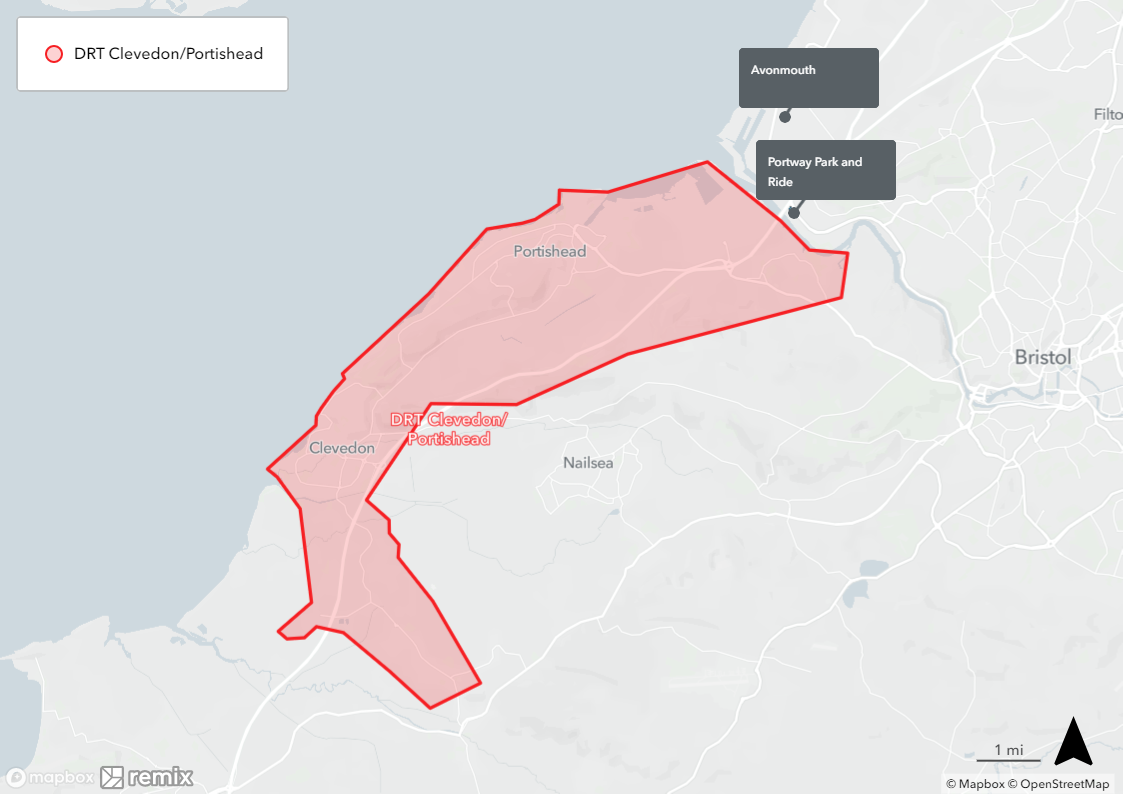 DRT Clevedon/Portishead
Avonmouth
Filto
Portway Park and
Ride
Portishead
Bristol
DRT Clevedon/
Portishead
Clevedon
Nailsea
1 mi
mapbox
remix
© Mapbox © OpenStreetMap